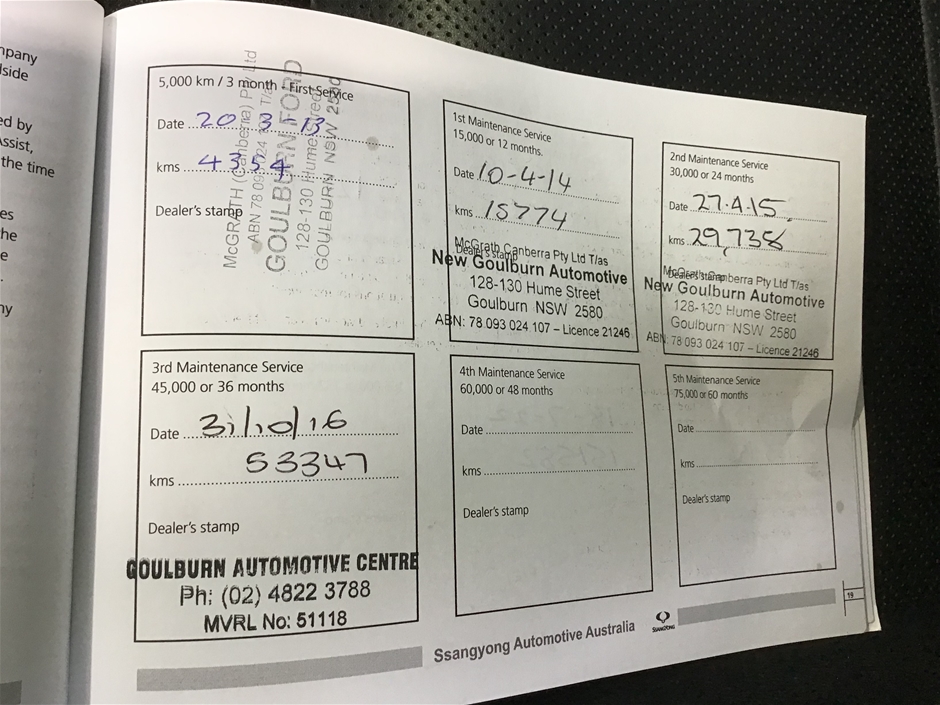 mpany
dside
ed by
Assist,
the time
es
he
e
.
ny
5,000 km / 3 month - First Service
Date 20 3 13
kms 4354
Dealer's stamp
McGRATH (Canberra) Pty Ltd
ABN 78 093 024 107 T/as
GOULBURN FORD
128-130 Hume Street
GOULBURN NSW 2580
1st Maintenance Service
15,000 or 12 months.
Date 10-4-14
kms 15774
Dealer's stamp
McGrath Canberra Pty Ltd T/as
New Goulburn Automotive
128-130 Hume Street
Goulburn NSW 2580
ABN: 78 093 024 107 – Licence 21246
2nd Maintenance Service
30,000 or 24 months
Date 27.4.15
kms 29,738
Dealer's stamp
McGrath Canberra Pty Ltd T/as
New Goulburn Automotive
128-130 Hume Street
Goulburn NSW 2580
ABN: 78 093 024 107 – Licence 21246
3rd Maintenance Service
45,000 or 36 months
Date 31/10/16
kms 53347
Dealer's stamp
GOULBURN AUTOMOTIVE CENTRE
Ph: (02) 4822 3788
MVRL No: 51118
4th Maintenance Service
60,000 or 48 months
Date
kms
Dealer's stamp
5th Maintenance Service
75,000 or 60 months
Date
kms
Dealer's stamp
Ssangyong Automotive Australia
SSANGYONG
19